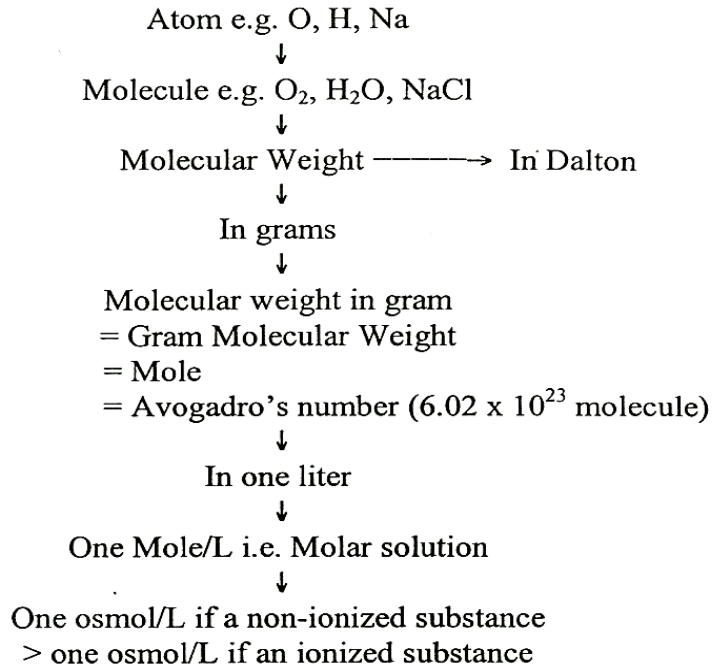 Atom e.g. O, H, Na
↓
Molecule e.g. O₂, H₂O, NaCl
↓
Molecular Weight ------→ In Dalton
↓
In grams
↓
Molecular weight in gram
= Gram Molecular Weight
= Mole
= Avogadro's number (6.02 x 10²³ molecule)
↓
In one liter
↓
One Mole/L i.e. Molar solution
↓
One osmol/L if a non-ionized substance
> one osmol/L if an ionized substance